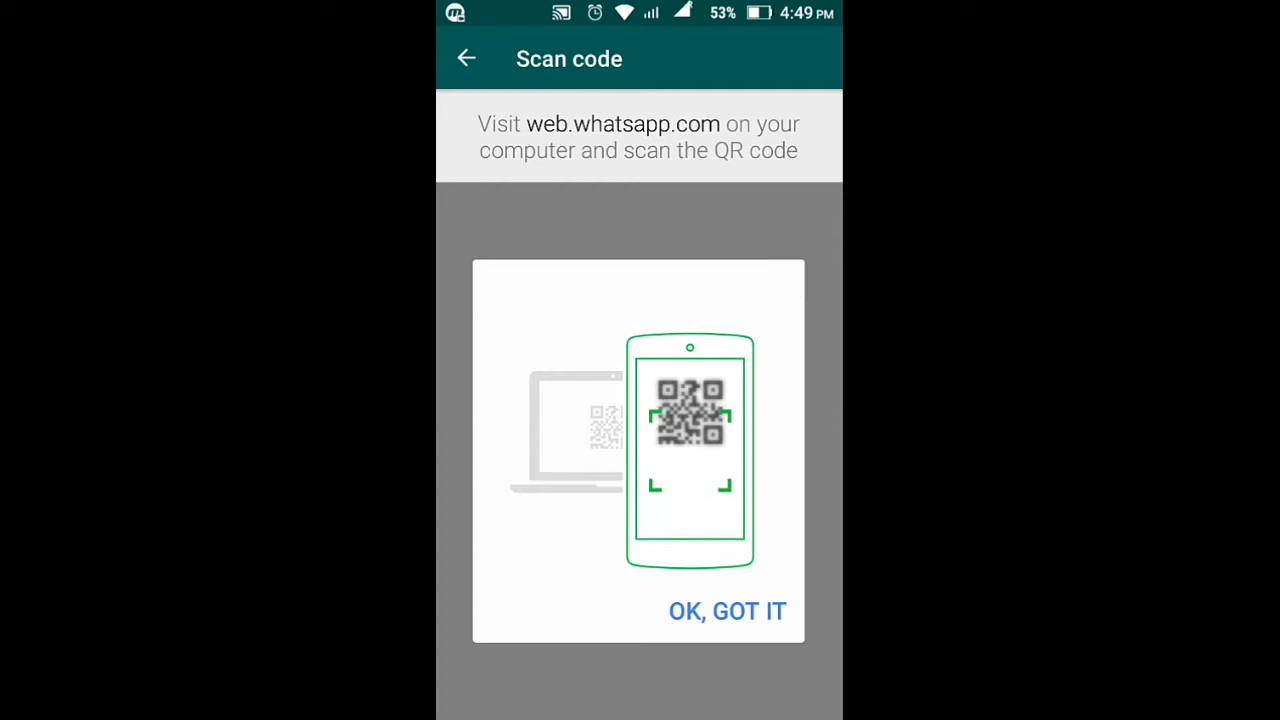 53% 4:49 PM
Scan code
Visit web.whatsapp.com on your
computer and scan the QR code
OK, GOT IT